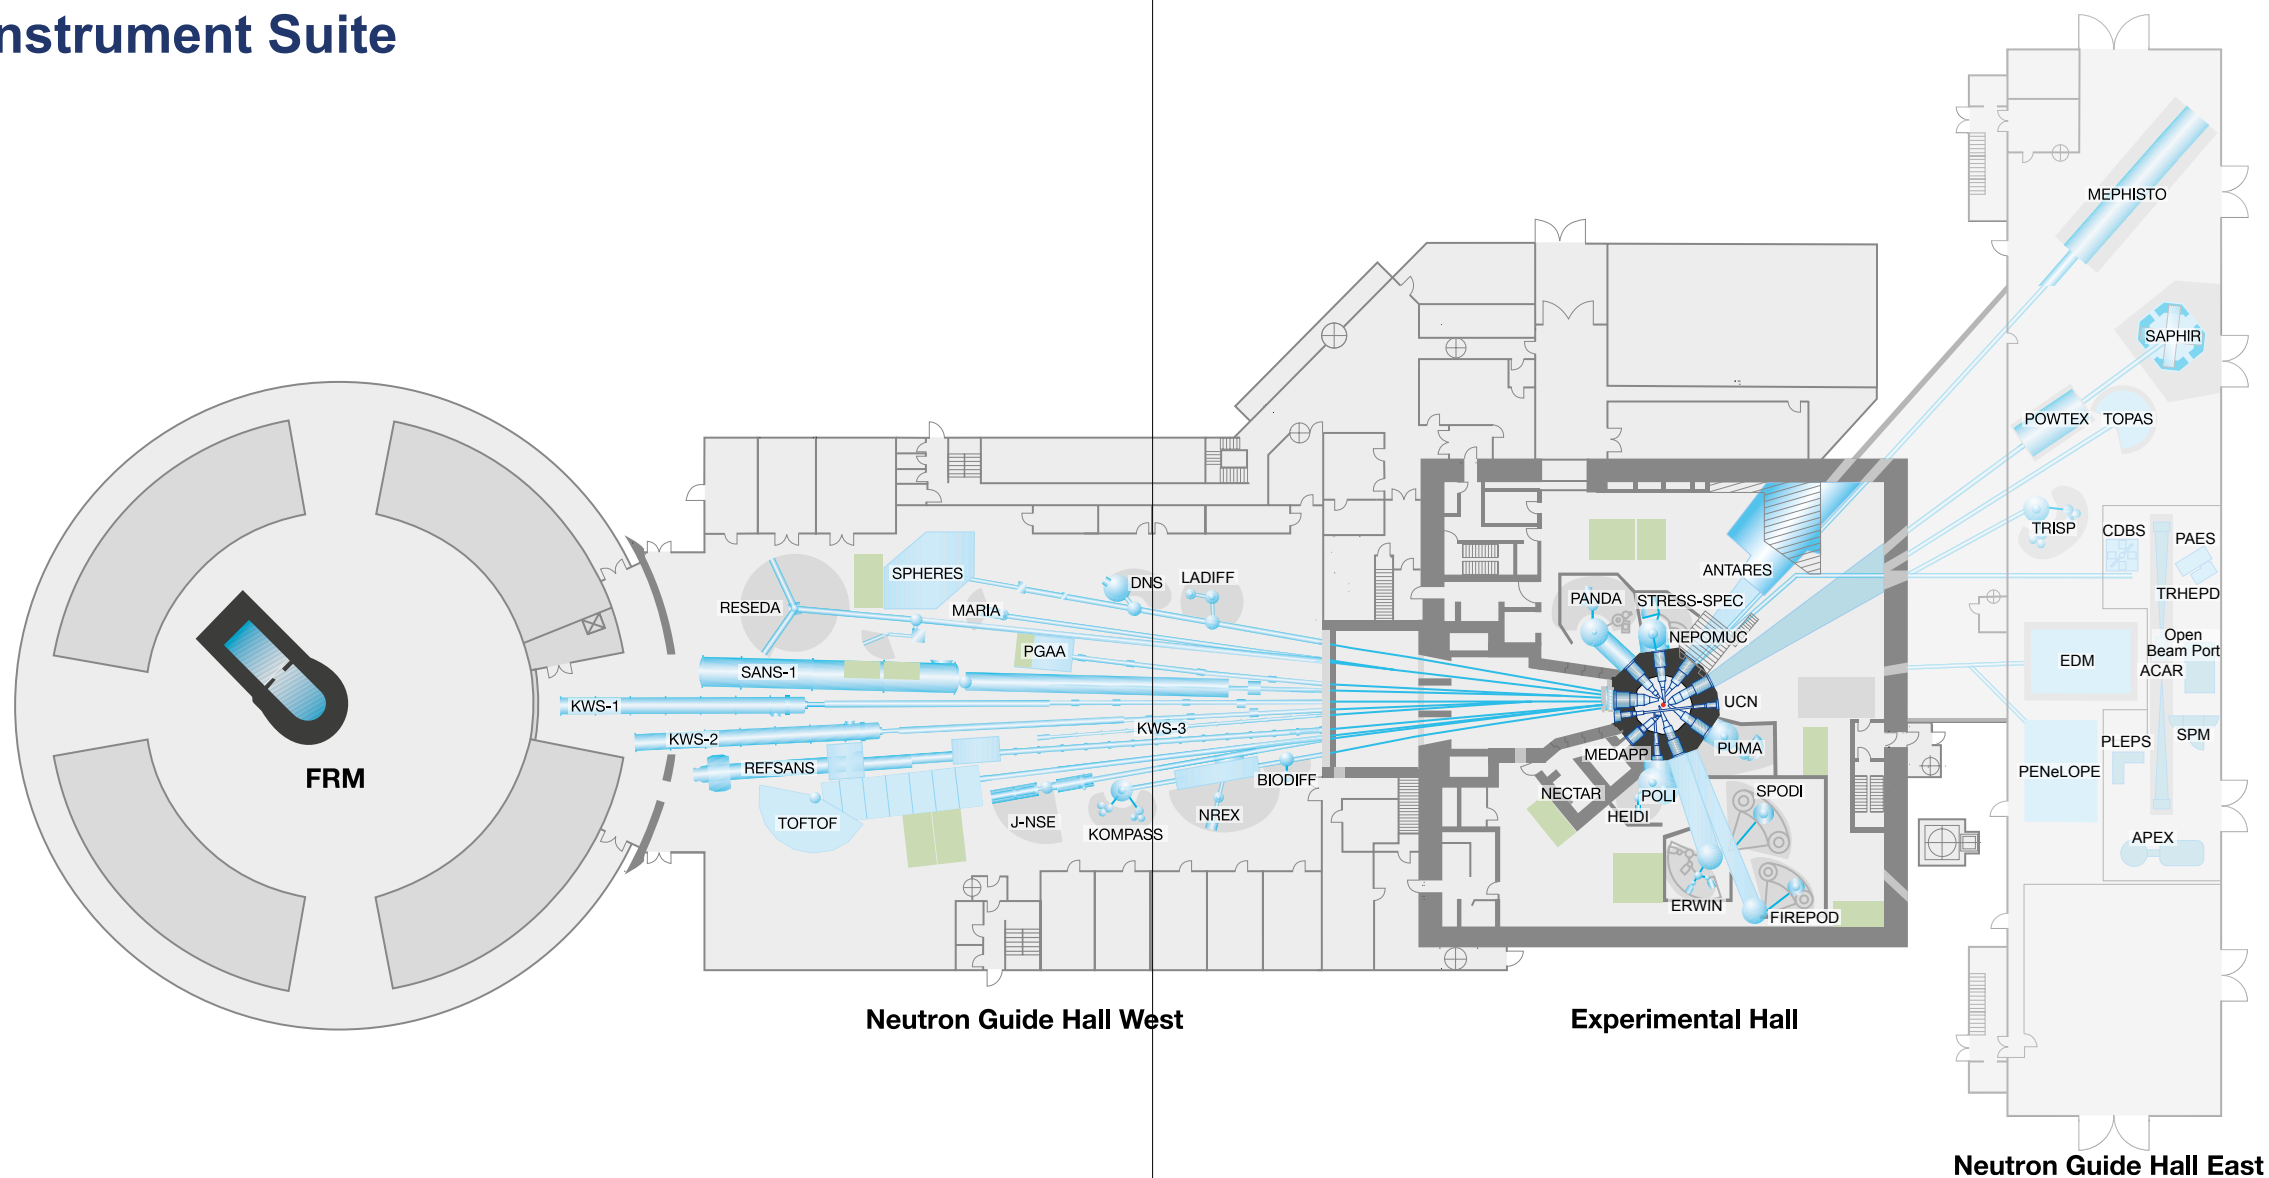 nstrument Suite
MEPHISTO
SAPHIR
POWTEX
TOPAS
TRISP
CDBS
PAES
TRHEPD
Open
Beam Port
EDM
ACAR
PLEPS
SPM
PENeLOPE
APEX
SPHERES
RESEDA
MARIA
DNS
LADIFF
PGAA
SANS-1
KWS-1
KWS-2
KWS-3
REFSANS
TOFTOF
J-NSE
KOMPASS
NREX
BIODIFF
FRM
ANTARES
PANDA
STRESS-SPEC
NEPOMUC
UCN
MEDAPP
PUMA
NECTAR
POLI
HEIDI
SPODI
ERWIN
FIREPOD
Neutron Guide Hall West
Experimental Hall
Neutron Guide Hall East